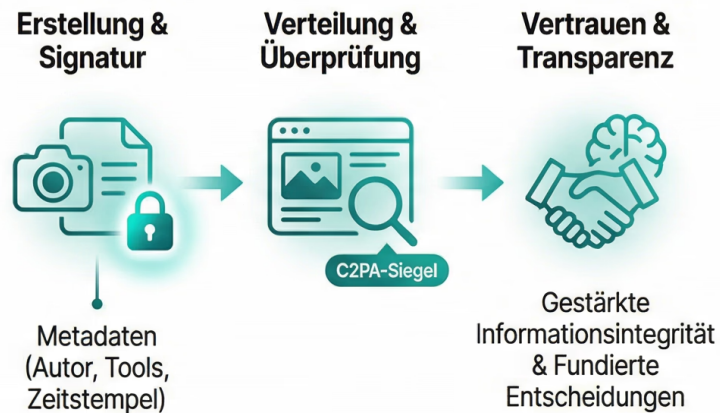 Erstellung &
Signatur
Verteilung &
Überprüfung
Vertrauen &
Transparenz
C2PA-Siegel
Metadaten
(Autor, Tools,
Zeitstempel)
Gestärkte
Informationsintegrität
& Fundierte
Entscheidungen